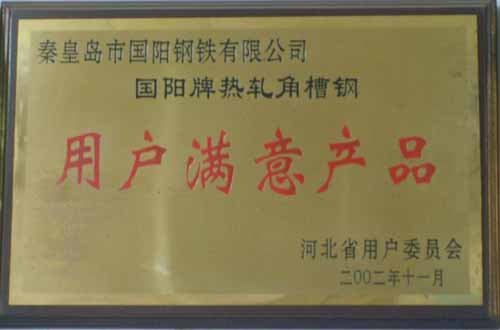 秦皇岛市国阳钢铁有限公司
国阳牌热轧角槽钢
用户满意产品
河北省用户委员会
二00二年十一月